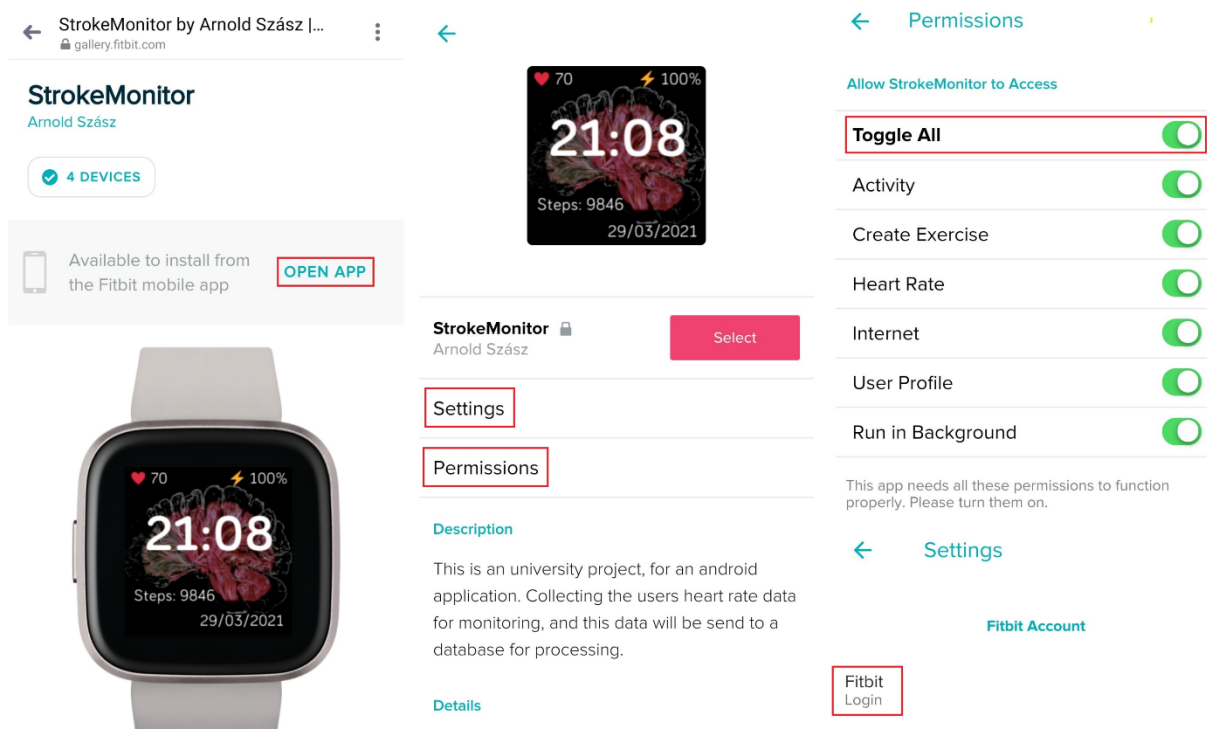 StrokeMonitor by Arnold Szász |...
gallery.fitbit.com
StrokeMonitor
Arnold Szász
4 DEVICES
Available to install from
the Fitbit mobile app
OPEN APP
70
100%
21:08
Steps: 9846
29/03/2021
70
100%
21:08
Steps: 9846
29/03/2021
StrokeMonitor
Arnold Szász
Select
Settings
Permissions
Description
This is an university project, for an android
application. Collecting the users heart rate data
for monitoring, and this data will be send to a
database for processing.
Details
Permissions
Allow StrokeMonitor to Access
Toggle All
Activity
Create Exercise
Heart Rate
Internet
User Profile
Run in Background
This app needs all these permissions to function
properly. Please turn them on.
Settings
Fitbit Account
Fitbit
Login